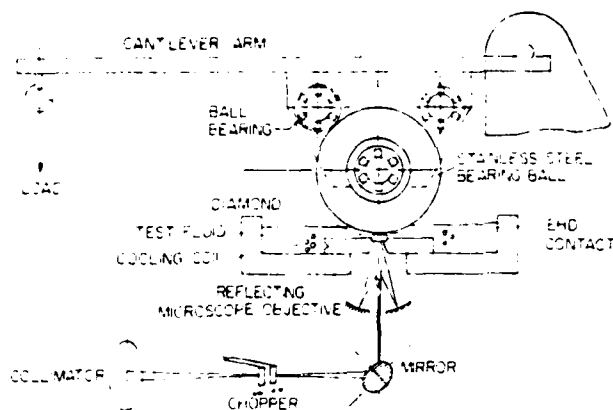 CANTILEVER ARM
BALL
BEARING
LOAD
STAINLESS STEEL
BEARING BALL
DIAMOND
TEST FLUID
COOLING COIL
EHD
CONTACT
REFLECTING
MICROSCOPE OBJECTIVE
MIRROR
COLLIMATOR
CHOPPER